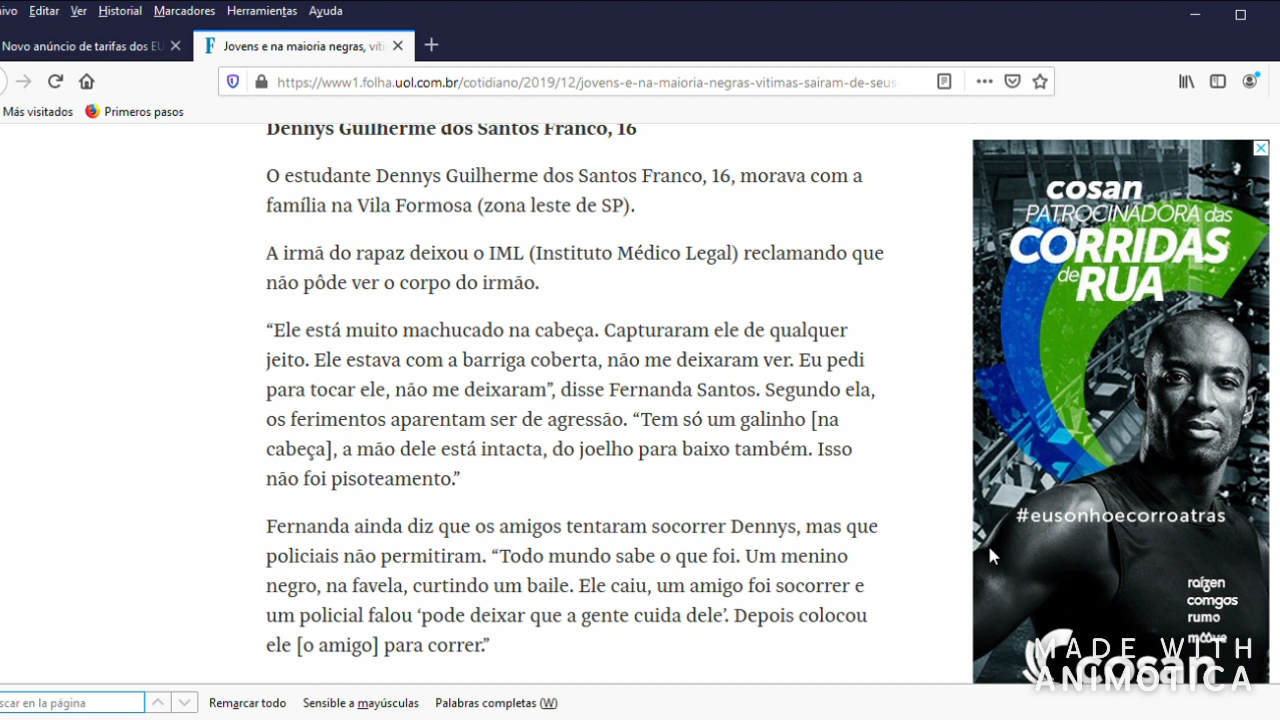 ivo Editar Ver Historial Marcadores Herramientas Ayuda
Novo anúncio de tarifas dos EU
Jovens e na maioria negras, víti
https://www1.folha.uol.com.br/cotidiano/2019/12/jovens-e-na-maioria-negras-vitimas-sairam-de-seus-
Más visitados Primeros pasos
Dennys Guilherme dos Santos Franco, 16
O estudante Dennys Guilherme dos Santos Franco, 16, morava com a
família na Vila Formosa (zona leste de SP).
A irmã do rapaz deixou o IML (Instituto Médico Legal) reclamando que
não pôde ver o corpo do irmão.
“Ele está muito machucado na cabeça. Capturaram ele de qualquer
jeito. Ele estava com a barriga coberta, não me deixaram ver. Eu pedi
para tocar ele, não me deixaram”, disse Fernanda Santos. Segundo ela,
os ferimentos aparentam ser de agressão. “Tem só um galinho [na
cabeça], a mão dele está intacta, do joelho para baixo também. Isso
não foi pisoteamento.”
Fernanda ainda diz que os amigos tentaram socorrer Dennys, mas que
policiais não permitiram. “Todo mundo sabe o que foi. Um menino
negro, na favela, curtindo um baile. Ele caiu, um amigo foi socorrer e
um policial falou ‘pode deixar que a gente cuida dele’. Depois colocou
ele [o amigo] para correr.”
cosan
PATROCINADORA das
CORRIDAS
de RUA
#eusonhoecorroatras
raízen
comgas
rumo
moove
cosan
MADE WITH
ANIMOTICA
scar en la página Remarcar todo Sensible a mayúsculas Palabras completas (W)